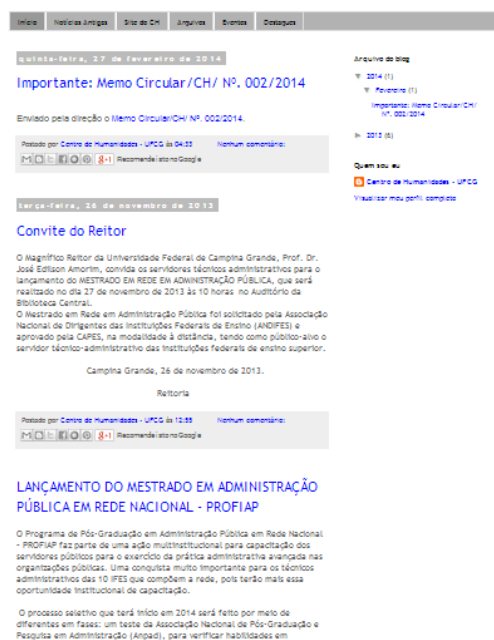 Início Notícias Antigas Site do CH Arquivos Eventos Destaques
quinta-feira, 27 de fevereiro de 2014
Importante: Memo Circular/CH/ Nº. 002/2014
Enviado pela direção o Memo Circular/CH/ Nº. 002/2014.
Postado por Centro de Humanidades - UFCG às 04:53 Nenhum comentário:
Recomende isto no Google
terça-feira, 26 de novembro de 2013
Convite do Reitor
O Magnífico Reitor da Universidade Federal de Campina Grande, Prof. Dr.
José Edilson Amorim, convida os servidores técnicos administrativos para o
lançamento do MESTRADO EM REDE EM ADMINISTRAÇÃO PÚBLICA, que será
realizado no dia 27 de novembro de 2013 às 10 horas no Auditório da
Biblioteca Central.
O Mestrado em Rede em Administração Pública foi solicitado pela Associação
Nacional de Dirigentes das Instituições Federais de Ensino (ANDIFES) e
aprovado pela CAPES, na modalidade à distância, tendo como público-alvo o
servidor técnico-administrativo das instituições federais de ensino superior.
Campina Grande, 26 de novembro de 2013.
Reitoria
Postado por Centro de Humanidades - UFCG às 12:55 Nenhum comentário:
Recomende isto no Google
LANÇAMENTO DO MESTRADO EM ADMINISTRAÇÃO
PÚBLICA EM REDE NACIONAL - PROFIAP
O Programa de Pós-Graduação em Administração Pública em Rede Nacional
- PROFIAP faz parte de uma ação multinstitucional para capacitação dos
servidores públicos para o exercício da prática administrativa avançada nas
organizações públicas. Uma conquista muito importante para os técnicos
administrativos das 10 IFES que compõem a rede, pois terão mais essa
oportunidade institucional de capacitação.
O processo seletivo que terá início em 2014 será feito por meio de
diferentes em fases: um teste da Associação Nacional de Pós-Graduação e
Pesquisa em Administração (Anpad), para verificar habilidades em
Arquivo do blog
▼ 2014 (1)
▼ Fevereiro (1)
Importante: Memo Circular/CH/
Nº. 002/2014
► 2013 (6)
Quem sou eu
Centro de Humanidades - UFCG
Visualizar meu perfil completo